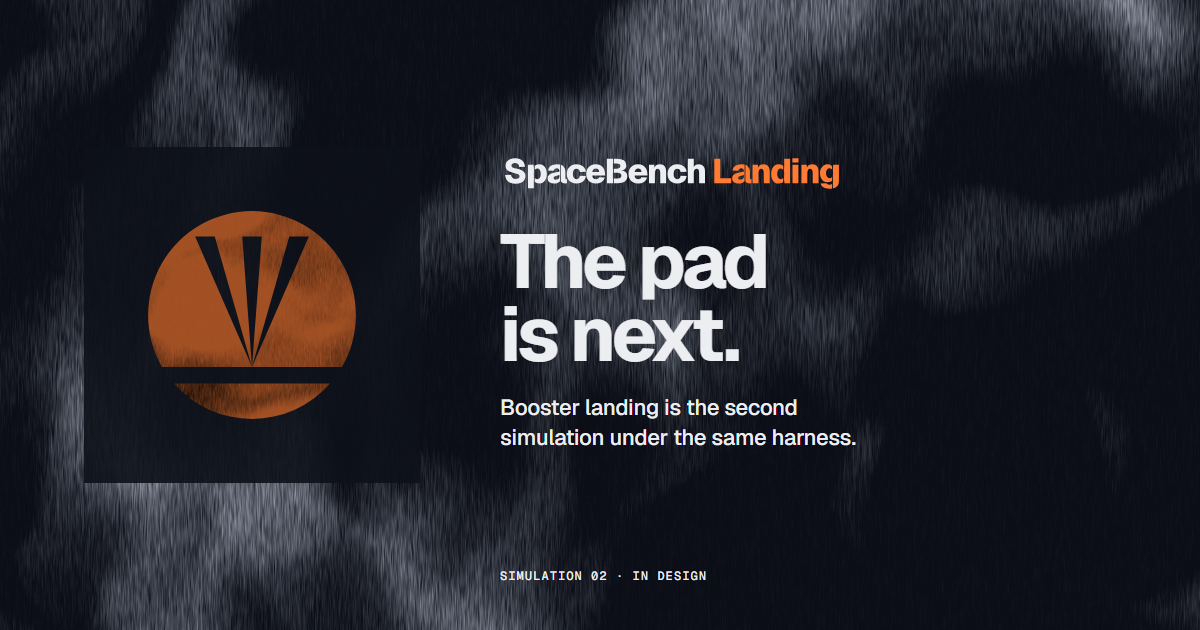 SpaceBench Landing
The pad
is next.
Booster landing is the second
simulation under the same harness.
SIMULATION 02 · IN DESIGN